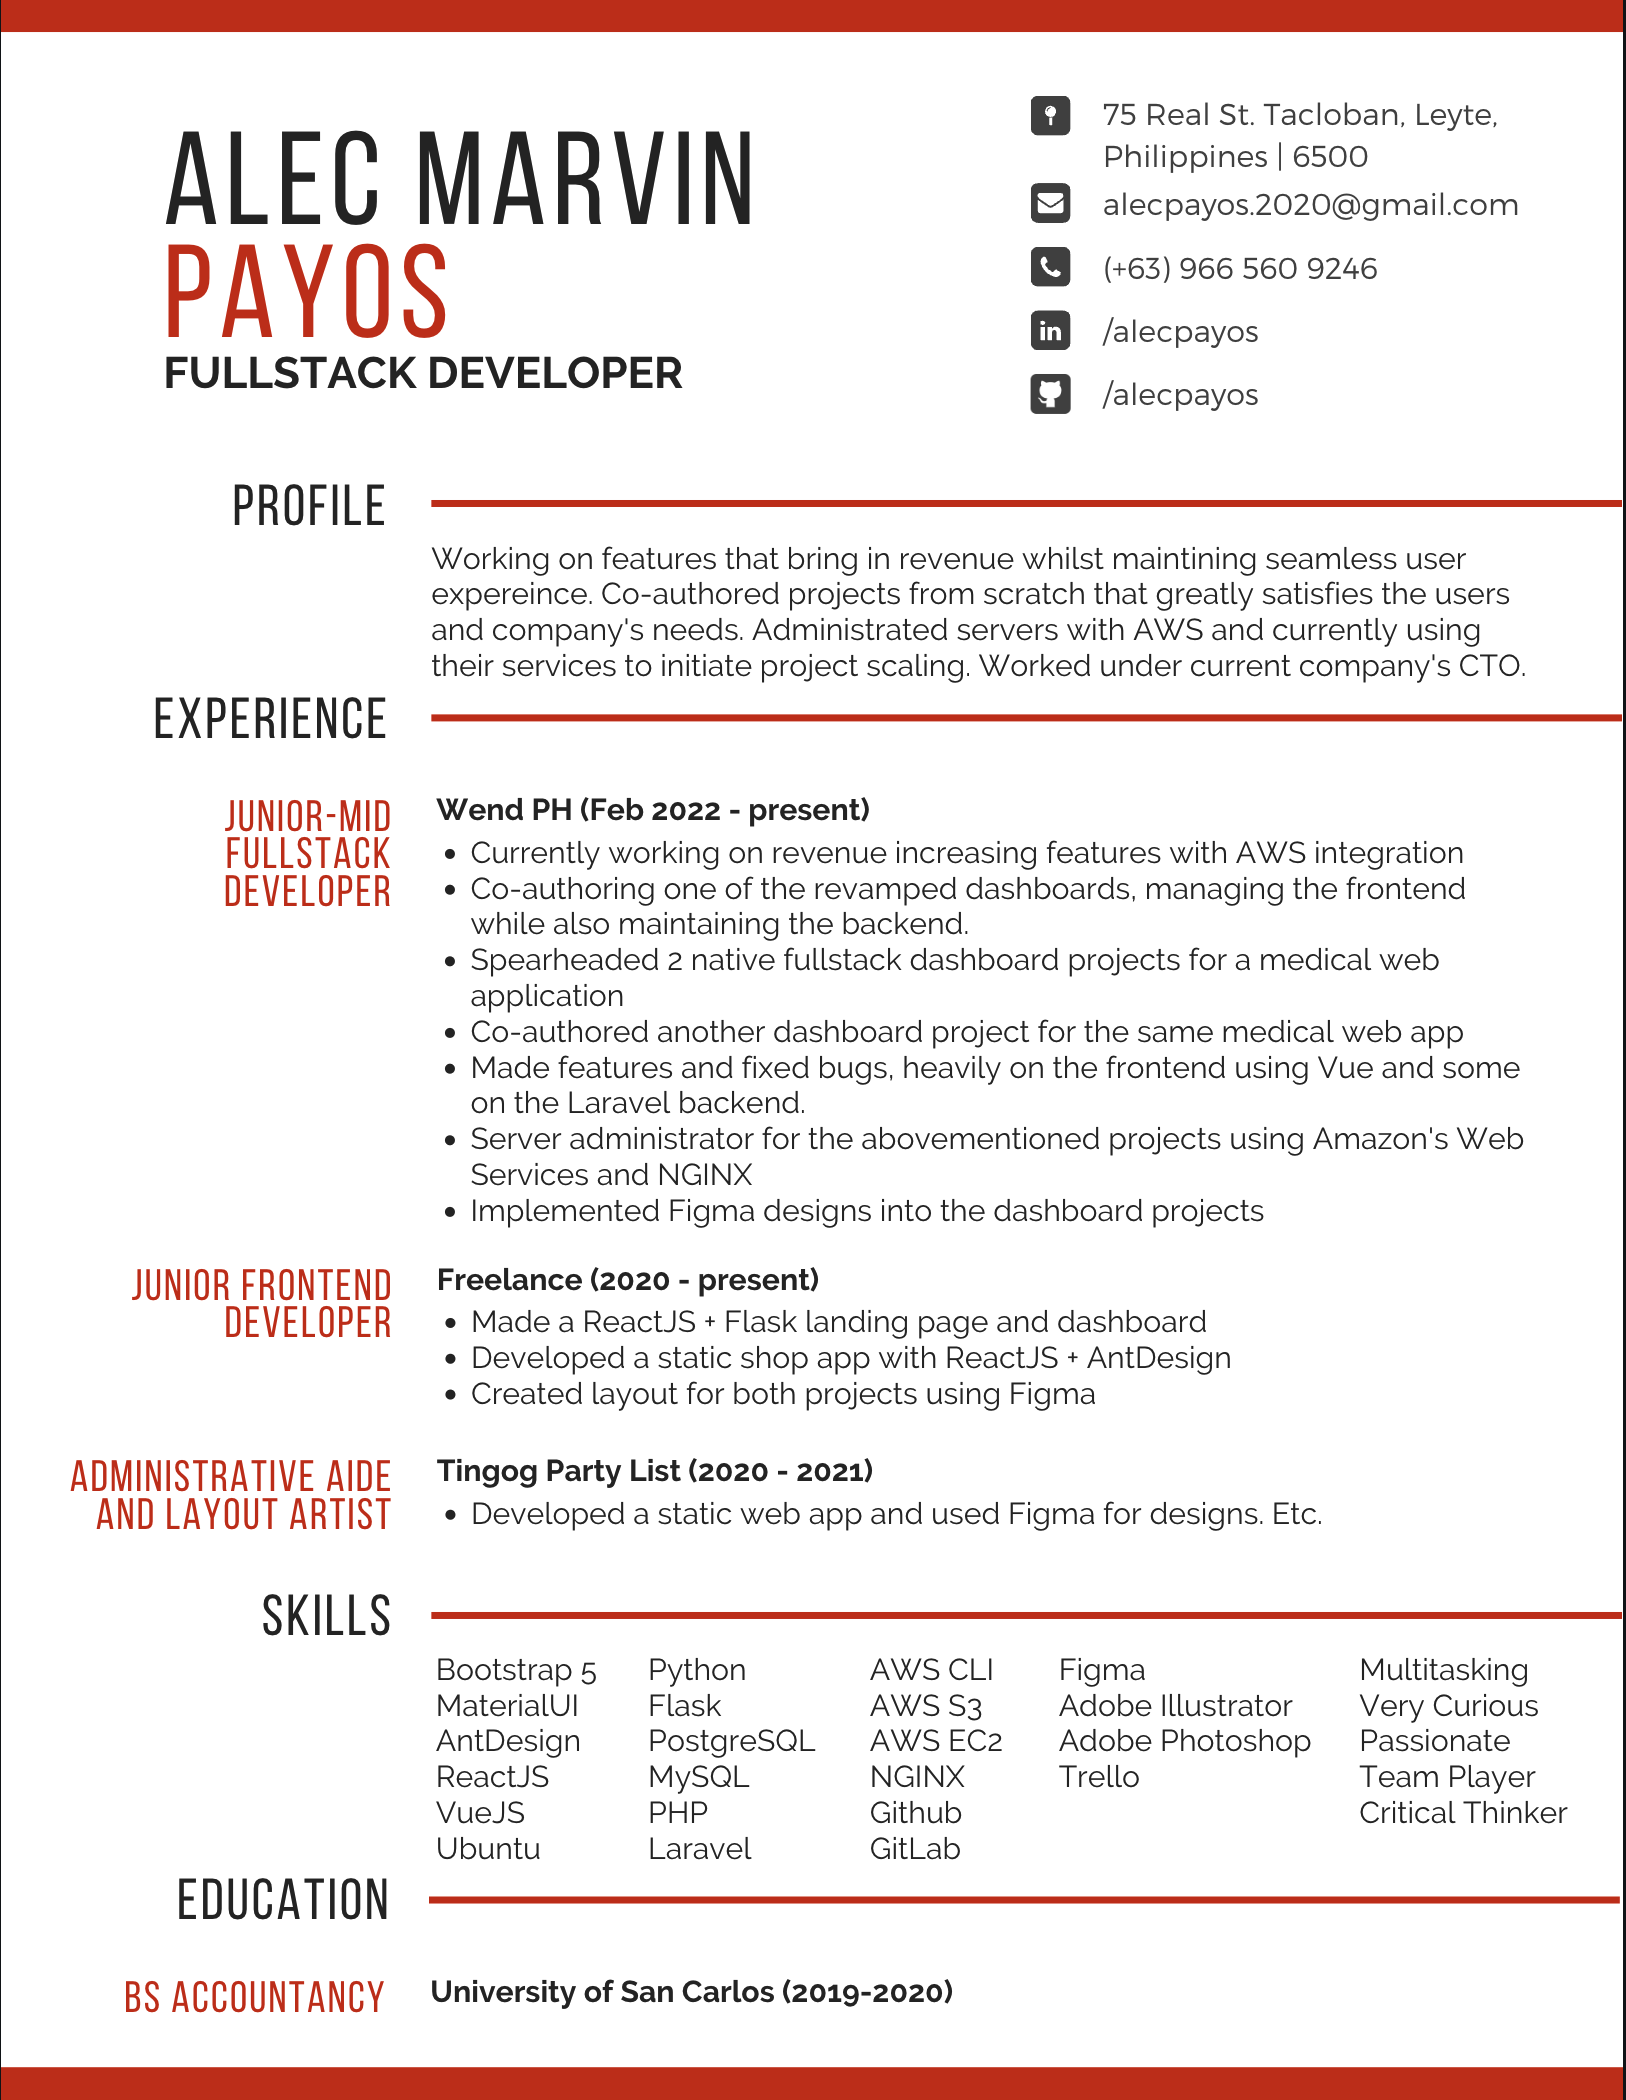 ALEC MARVIN
PAYOS
FULLSTACK DEVELOPER
75 Real St. Tacloban, Leyte,
Philippines | 6500
alecpayos.2020@gmail.com
(+63) 966 560 9246
/alecpayos
/alecpayos
PROFILE
Working on features that bring in revenue whilst maintining seamless user
expereince. Co-authored projects from scratch that greatly satisfies the users
and company's needs. Administrated servers with AWS and currently using
their services to initiate project scaling. Worked under current company's CTO.
EXPERIENCE
JUNIOR-MID
FULLSTACK
DEVELOPER
Wend PH (Feb 2022 - present)
• Currently working on revenue increasing features with AWS integration
• Co-authoring one of the revamped dashboards, managing the frontend
while also maintaining the backend.
• Spearheaded 2 native fullstack dashboard projects for a medical web
application
• Co-authored another dashboard project for the same medical web app
• Made features and fixed bugs, heavily on the frontend using Vue and some
on the Laravel backend.
• Server administrator for the abovementioned projects using Amazon's Web
Services and NGINX
• Implemented Figma designs into the dashboard projects
JUNIOR FRONTEND
DEVELOPER
Freelance (2020 - present)
• Made a ReactJS + Flask landing page and dashboard
• Developed a static shop app with ReactJS + AntDesign
• Created layout for both projects using Figma
ADMINISTRATIVE AIDE
AND LAYOUT ARTIST
Tingog Party List (2020 - 2021)
• Developed a static web app and used Figma for designs. Etc.
SKILLS
Bootstrap 5
MaterialUI
AntDesign
ReactJS
VueJS
Ubuntu
Python
Flask
PostgreSQL
MySQL
PHP
Laravel
AWS CLI
AWS S3
AWS EC2
NGINX
Github
GitLab
Figma
Adobe Illustrator
Adobe Photoshop
Trello
Multitasking
Very Curious
Passionate
Team Player
Critical Thinker
EDUCATION
BS ACCOUNTANCY
University of San Carlos (2019-2020)